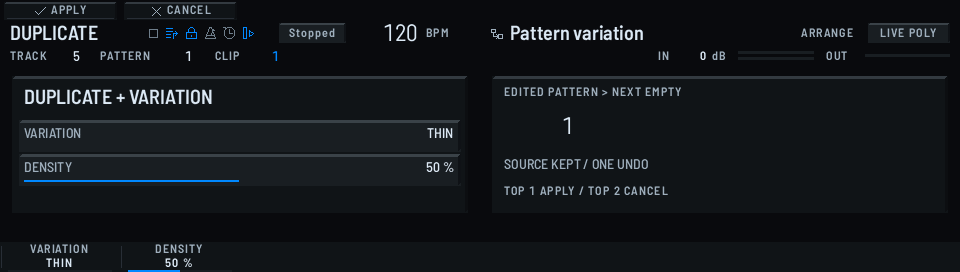 APPLY CANCEL
DUPLICATE Stopped 120 BPM Pattern variation ARRANGE LIVE POLY
TRACK 5 PATTERN 1 CLIP 1 IN 0 dB OUT
DUPLICATE + VARIATION
VARIATION THIN
DENSITY 50 %
EDITED PATTERN > NEXT EMPTY
1
SOURCE KEPT / ONE UNDO
TOP 1 APPLY / TOP 2 CANCEL
VARIATION DENSITY
THIN 50 %